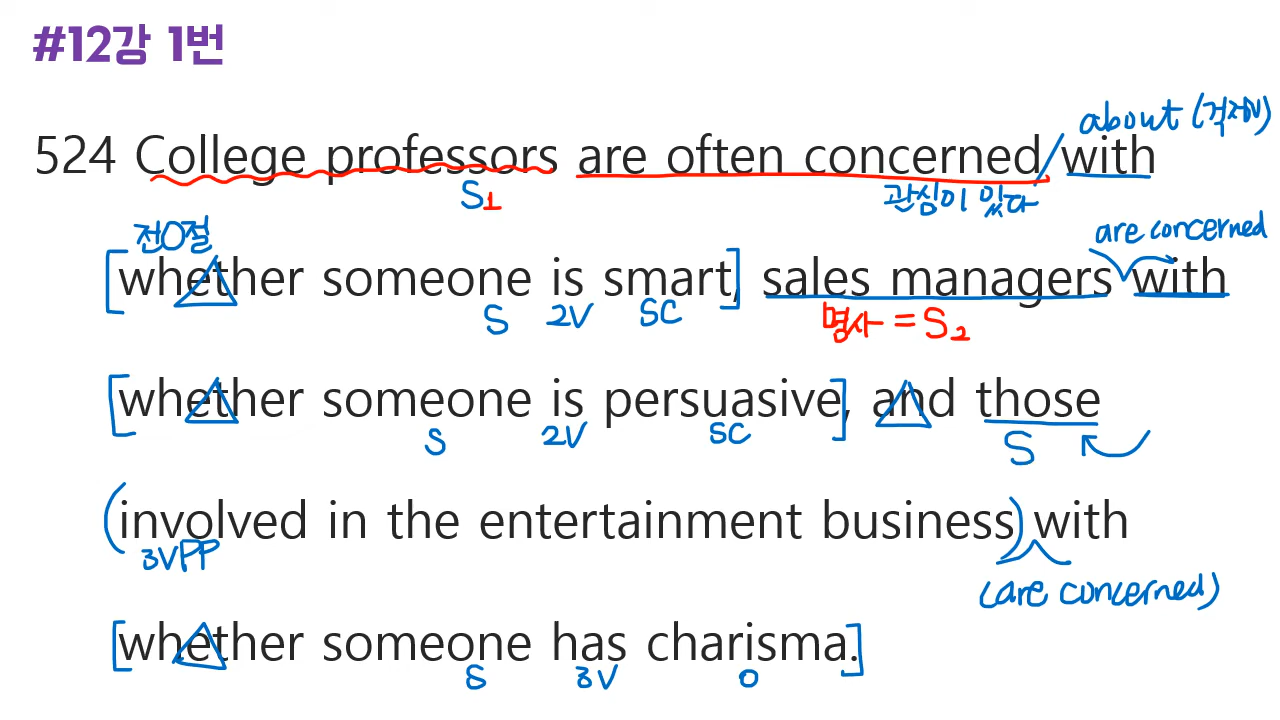 #12강 1번
about (걱정)
524 College professors are often concerned/with
S1
관심이 있다
전O절
are concerned
[whether someone is smart,] sales managers with
S 2V SC
명사 = S2
[whether someone is persuasive], and those
S 2V SC S
(involved in the entertainment business) with
3VPP
(are concerned)
[whether someone has charisma.]
S 3V O